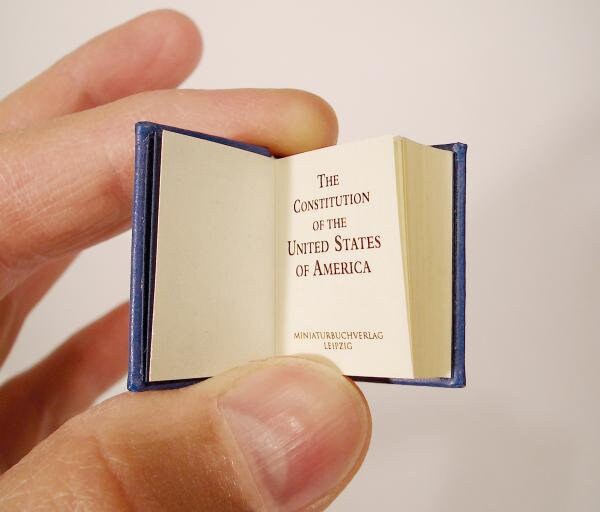 The
Constitution
of the
United States
of America
MINIATURBUCHVERLAG
LEIPZIG